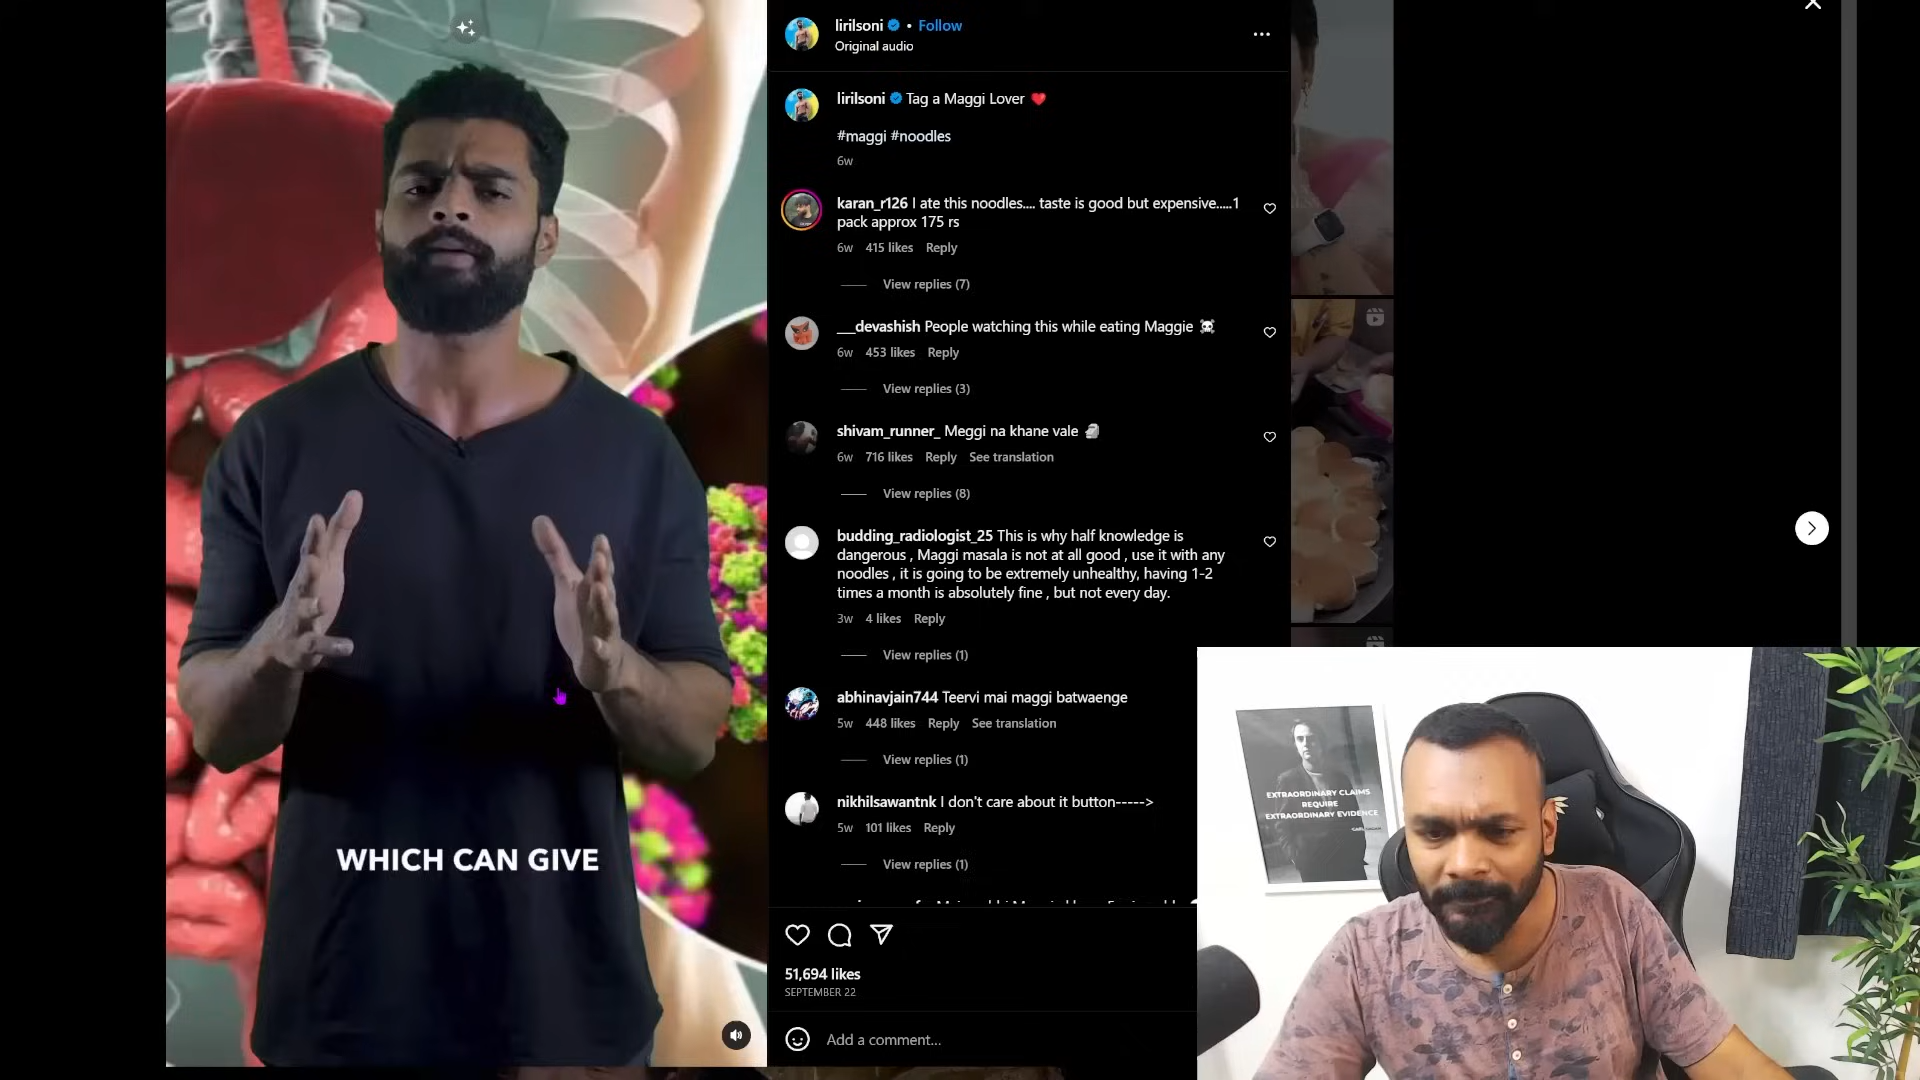 lirilsoni • Follow
Original audio
lirilsoni Tag a Maggi Lover ❤️
#maggi #noodles
6w
karan_r126 I ate this noodles.... taste is good but expensive.....1
pack approx 175 rs
6w 415 likes Reply
View replies (7)
___devashish People watching this while eating Maggie ☠️
6w 453 likes Reply
View replies (3)
shivam_runner_ Meggi na khane vale 🗿
6w 716 likes Reply See translation
View replies (8)
budding_radiologist_25 This is why half knowledge is
dangerous , Maggi masala is not at all good , use it with any
noodles , it is going to be extremely unhealthy, having 1-2
times a month is absolutely fine , but not every day.
3w 4 likes Reply
View replies (1)
abhinavjain744 Teervi mai maggi batwaenge
5w 448 likes Reply See translation
View replies (1)
nikhilsawantnk I don't care about it button----->
5w 101 likes Reply
View replies (1)
51,694 likes
SEPTEMBER 22
Add a comment...
WHICH CAN GIVE
EXTRAORDINARY CLAIMS
REQUIRE
EXTRAORDINARY EVIDENCE